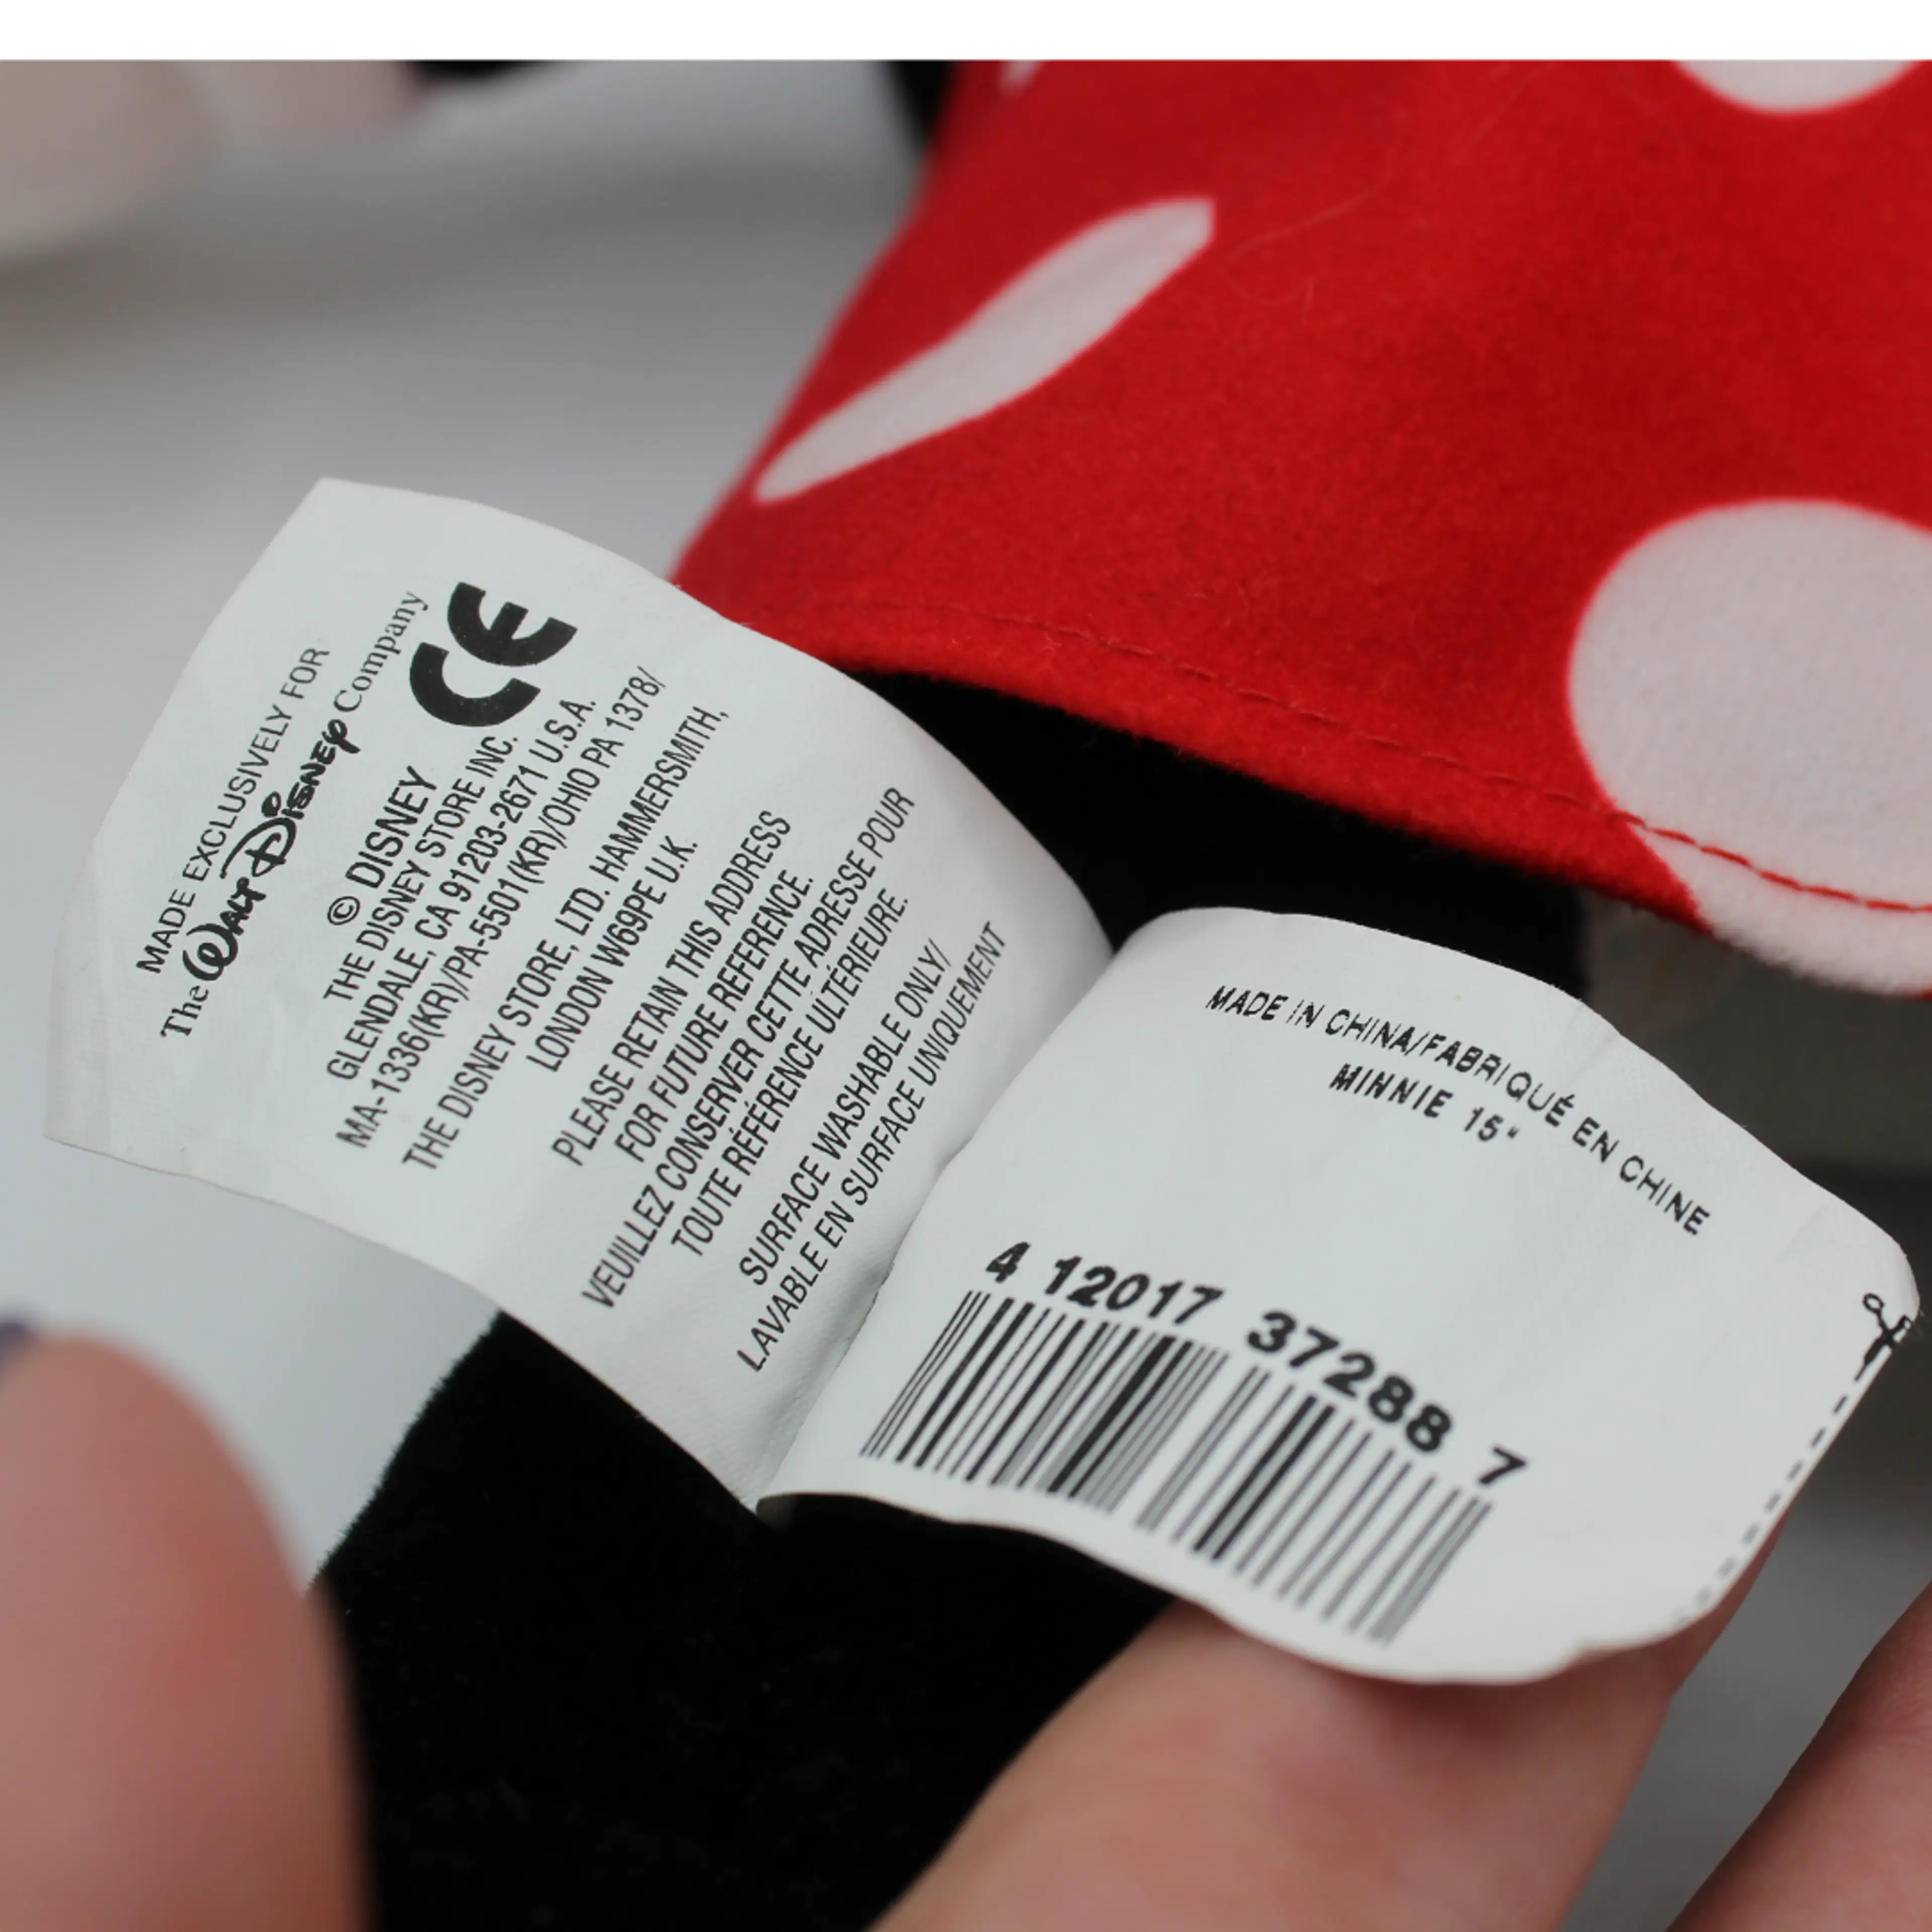 MADE EXCLUSIVELY FOR
The WALT DISNEY Company
CE
© DISNEY
THE DISNEY STORE INC.
GLENDALE, CA 91203-2671 U.S.A.
MA-1336(KR)/PA-5501(KR)/OHIO PA 1378/
THE DISNEY STORE, LTD. HAMMERSMITH,
LONDON W69PE U.K.
PLEASE RETAIN THIS ADDRESS
FOR FUTURE REFERENCE.
VEUILLEZ CONSERVER CETTE ADRESSE POUR
TOUTE RÉFÉRENCE ULTÉRIEURE.
SURFACE WASHABLE ONLY/
LAVABLE EN SURFACE UNIQUEMENT
MADE IN CHINA/FABRIQUÉ EN CHINE
MINNIE 15"
4 12017 37288 7